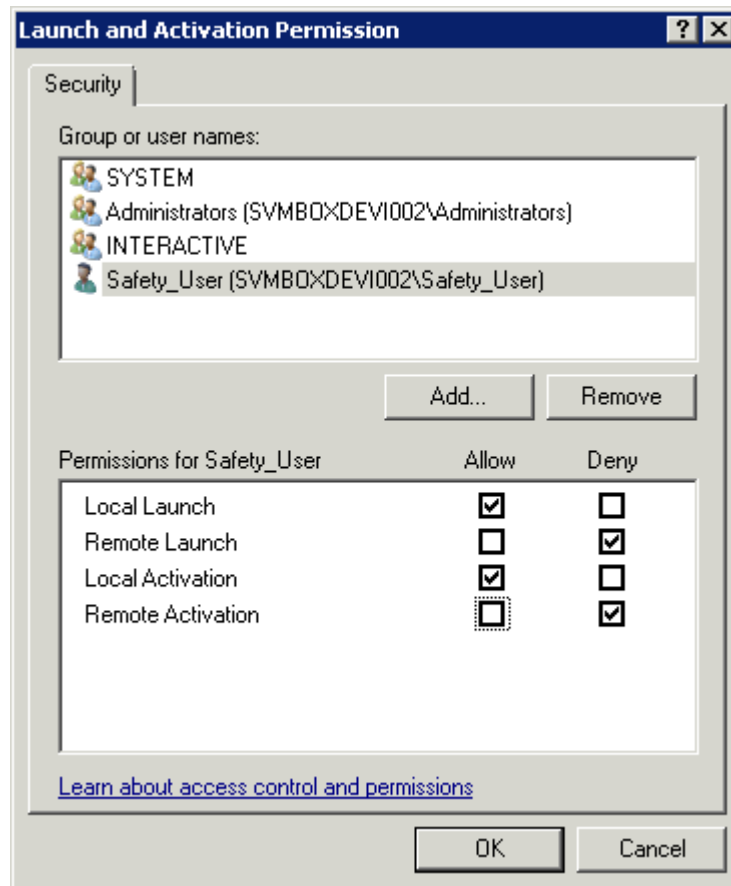 Launch and Activation Permission
Security
Group or user names:
SYSTEM
Administrators (SVMBOXDEVI002\Administrators)
INTERACTIVE
Safety_User (SVMBOXDEVI002\Safety_User)
Add... Remove
Permissions for Safety_User Allow Deny
Local Launch
Remote Launch
Local Activation
Remote Activation
Learn about access control and permissions
OK Cancel